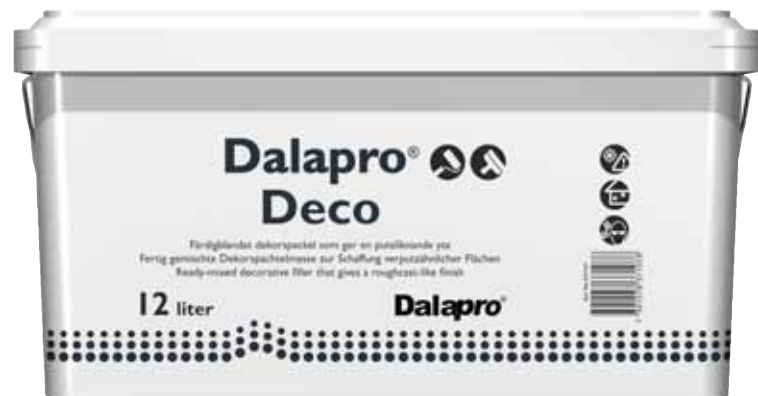 Dalapro®
Deco
Färdigblandat dekorspackel som ger en putsliknande yta
Fertig gemischte Dekorspachtelmasse zur Schaffung verputzähnlicher Flächen
Ready-mixed decorative filler that gives a roughcast-like finish
12 liter
Dalapro®